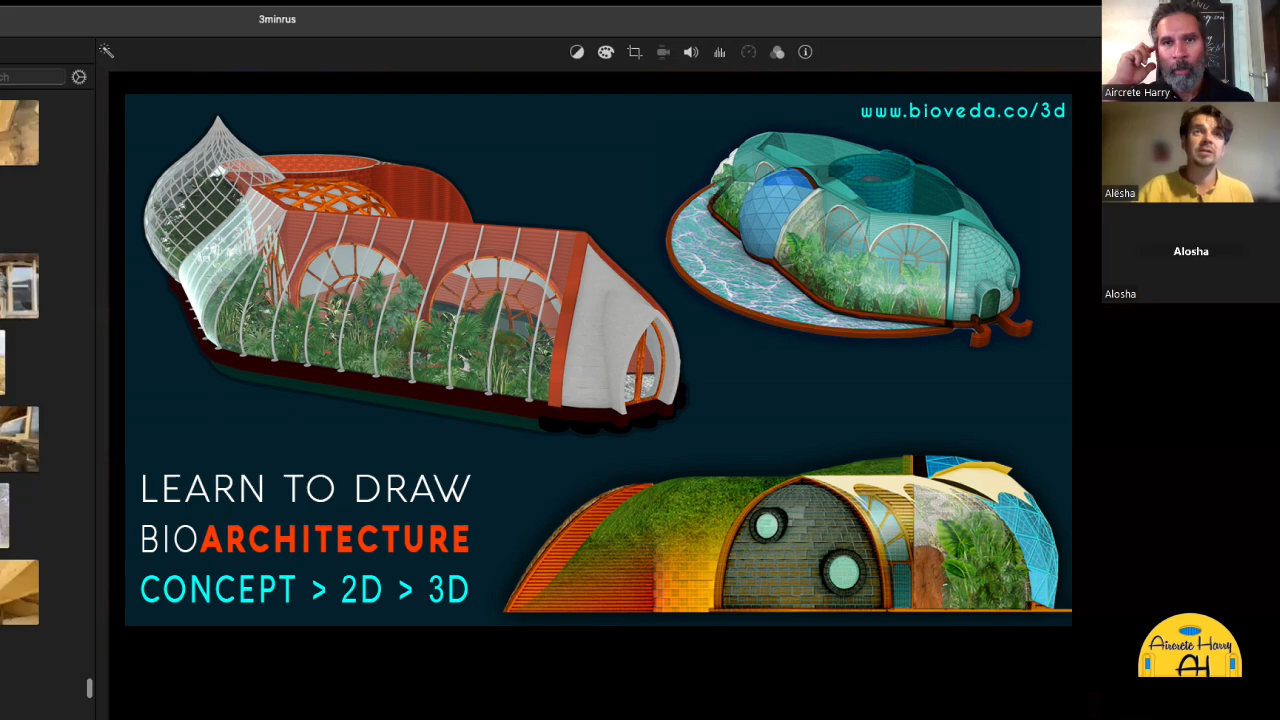 3minrus
ch
www.bioveda.co/3d
LEARN TO DRAW
BIOARCHITECTURE
CONCEPT > 2D > 3D
Aircrete Harry
Alësha
Alosha
Alosha
Aircrete Harry
AH